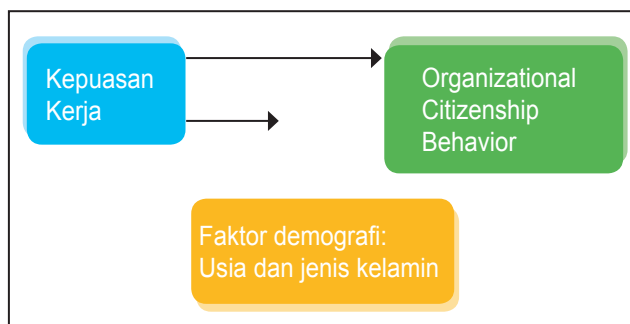 Kepuasan
Kerja
Organizational
Citizenship
Behavior
Faktor demografi:
Usia dan jenis kelamin